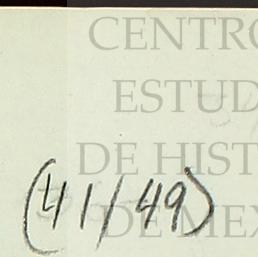 CENTRO
ESTUD
DE HIST
DE MEX
(41/49)